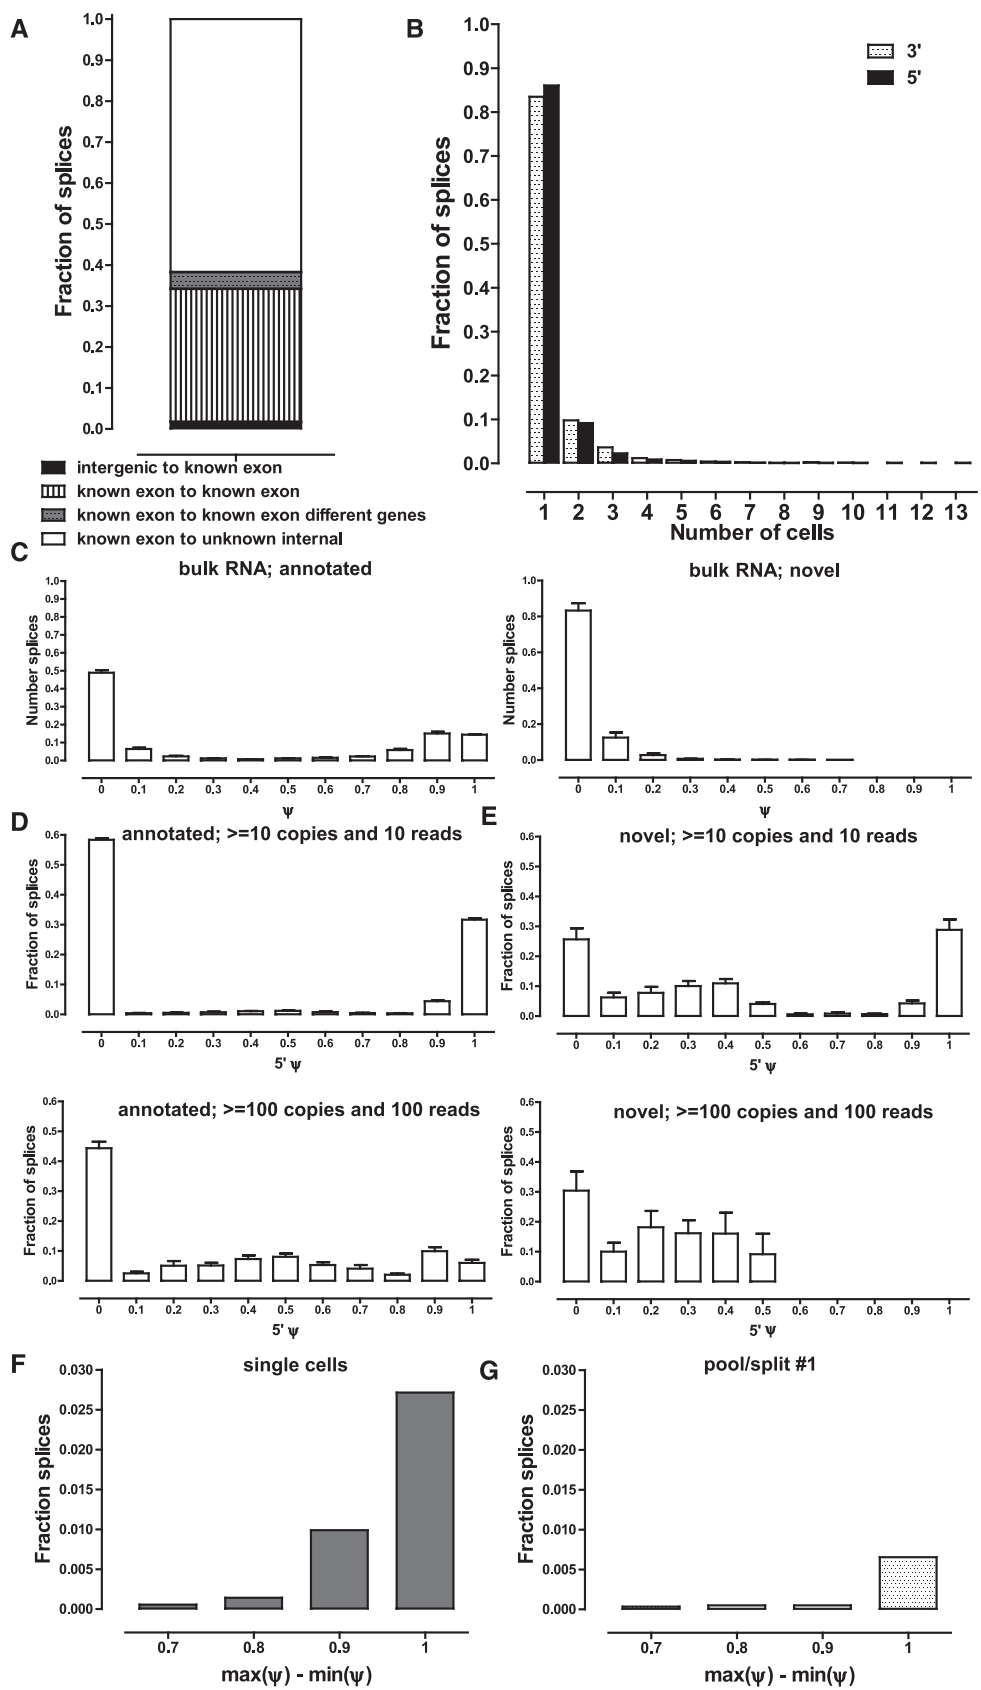 A
1.0
0.9
0.8
0.7
0.6
0.5
0.4
0.3
0.2
0.1
0.0
Fraction of splices
intergenic to known exon
known exon to known exon
known exon to known exon different genes
known exon to unknown internal
B
1.0
0.9
0.8
0.7
0.6
0.5
0.4
0.3
0.2
0.1
0.0
Fraction of splices
3'
5'
1 2 3 4 5 6 7 8 9 10 11 12 13
Number of cells
C
bulk RNA; annotated
1.0
0.9
0.8
0.7
0.6
0.5
0.4
0.3
0.2
0.1
0.0
Number splices
0 0.1 0.2 0.3 0.4 0.5 0.6 0.7 0.8 0.9 1
ψ
bulk RNA; novel
1.0
0.8
0.6
0.4
0.2
0.0
Number splices
0 0.1 0.2 0.3 0.4 0.5 0.6 0.7 0.8 0.9 1
ψ
D
annotated; >=10 copies and 10 reads
0.6
0.5
0.4
0.3
0.2
0.1
0.0
Fraction of splices
0 0.1 0.2 0.3 0.4 0.5 0.6 0.7 0.8 0.9 1
5' ψ
E
novel; >=10 copies and 10 reads
0.6
0.5
0.4
0.3
0.2
0.1
0.0
Fraction of splices
0 0.1 0.2 0.3 0.4 0.5 0.6 0.7 0.8 0.9 1
5' ψ
annotated; >=100 copies and 100 reads
0.6
0.5
0.4
0.3
0.2
0.1
0.0
Fraction of splices
0 0.1 0.2 0.3 0.4 0.5 0.6 0.7 0.8 0.9 1
5' ψ
novel; >=100 copies and 100 reads
0.6
0.5
0.4
0.3
0.2
0.1
0.0
Fraction of splices
0 0.1 0.2 0.3 0.4 0.5 0.6 0.7 0.8 0.9 1
5' ψ
F
single cells
0.030
0.025
0.020
0.015
0.010
0.005
0.000
Fraction splices
0.7 0.8 0.9 1
max(ψ) - min(ψ)
G
pool/split #1
0.030
0.025
0.020
0.015
0.010
0.005
0.000
Fraction splices
0.7 0.8 0.9 1
max(ψ) - min(ψ)